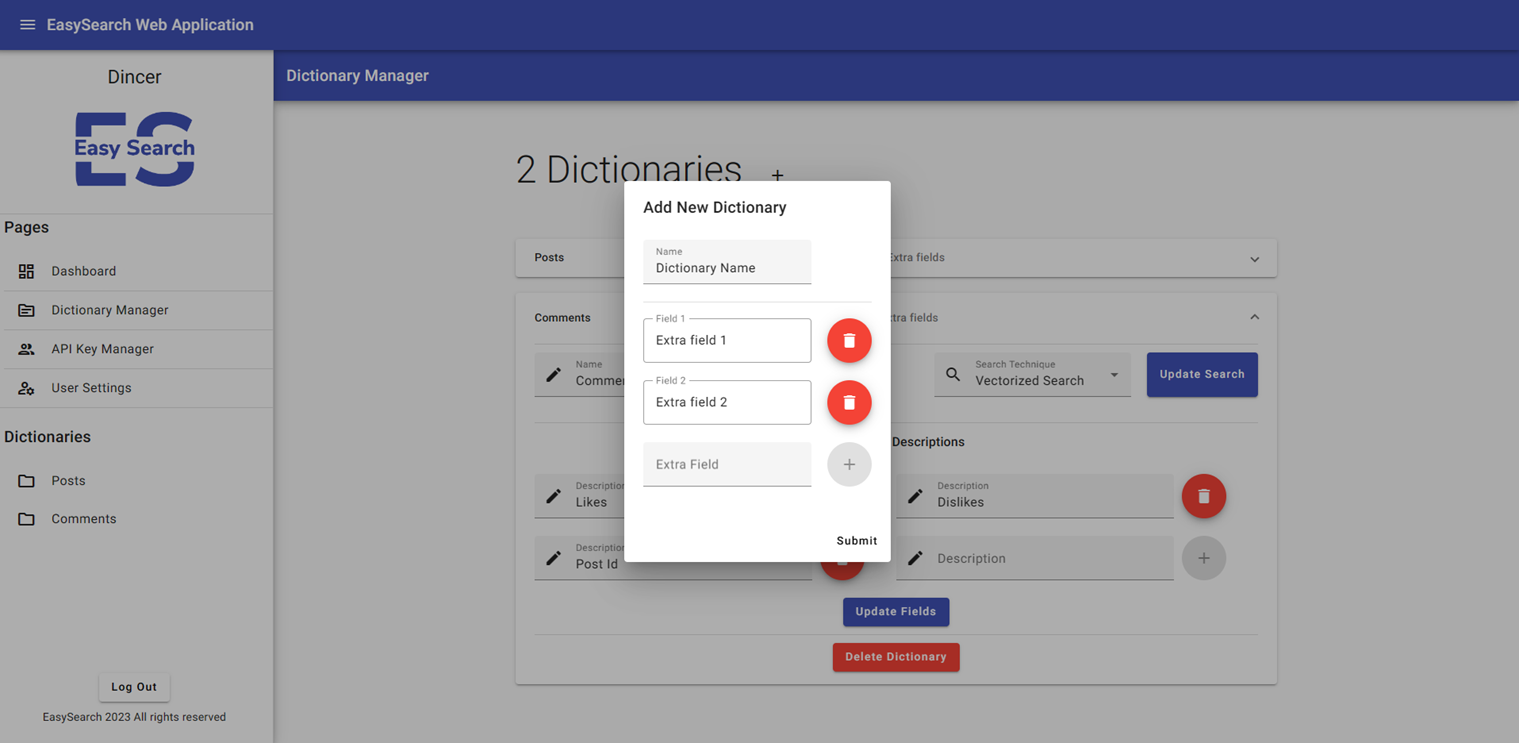 EasySearch Web Application
Dincer
ES
Easy Search
Pages
Dashboard
Dictionary Manager
API Key Manager
User Settings
Dictionaries
Posts
Comments
Log Out
EasySearch 2023 All rights reserved
Dictionary Manager
2 Dictionaries +
Posts
Extra fields
Comments
fields
Name
Search Technique
Vectorized Search
Update Search
Descriptions
Description
Likes
Description
Dislikes
Description
Post Id
Description
Update Fields
Delete Dictionary
Add New Dictionary
Name
Dictionary Name
Field 1
Extra field 1
Field 2
Extra field 2
Extra Field
Submit